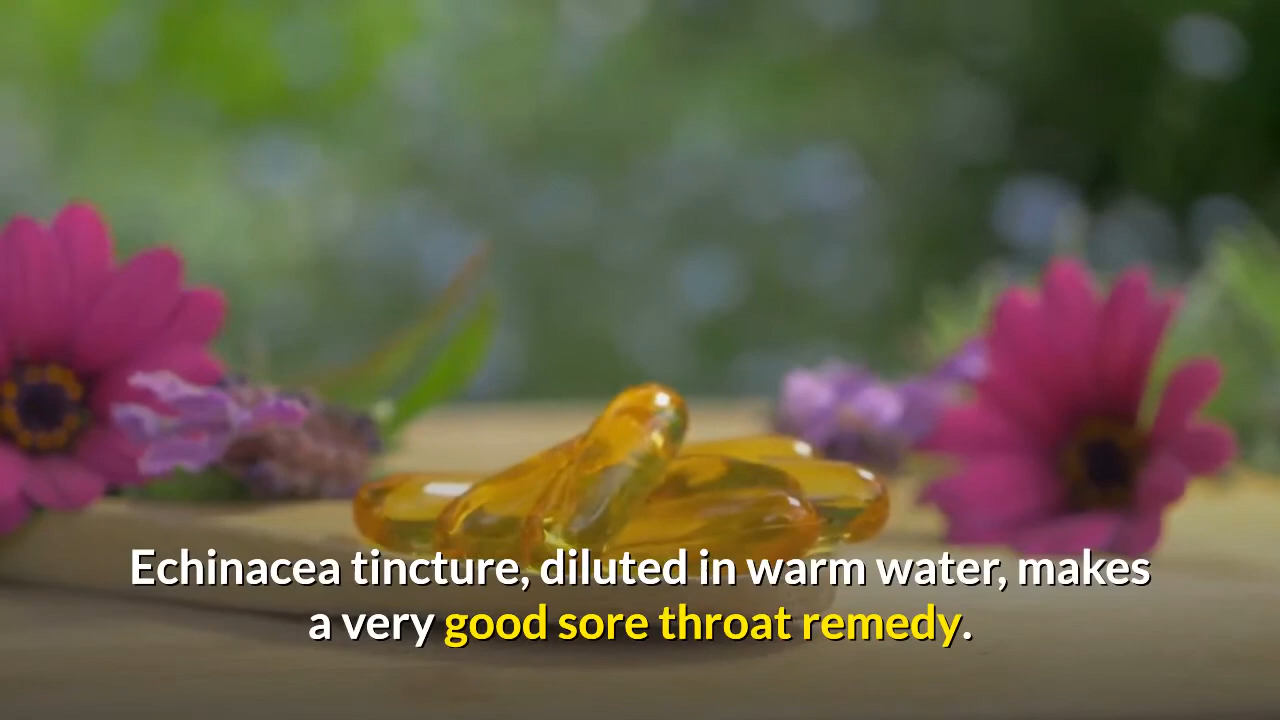 Echinacea tincture, diluted in warm water, makes
a very good sore throat remedy.